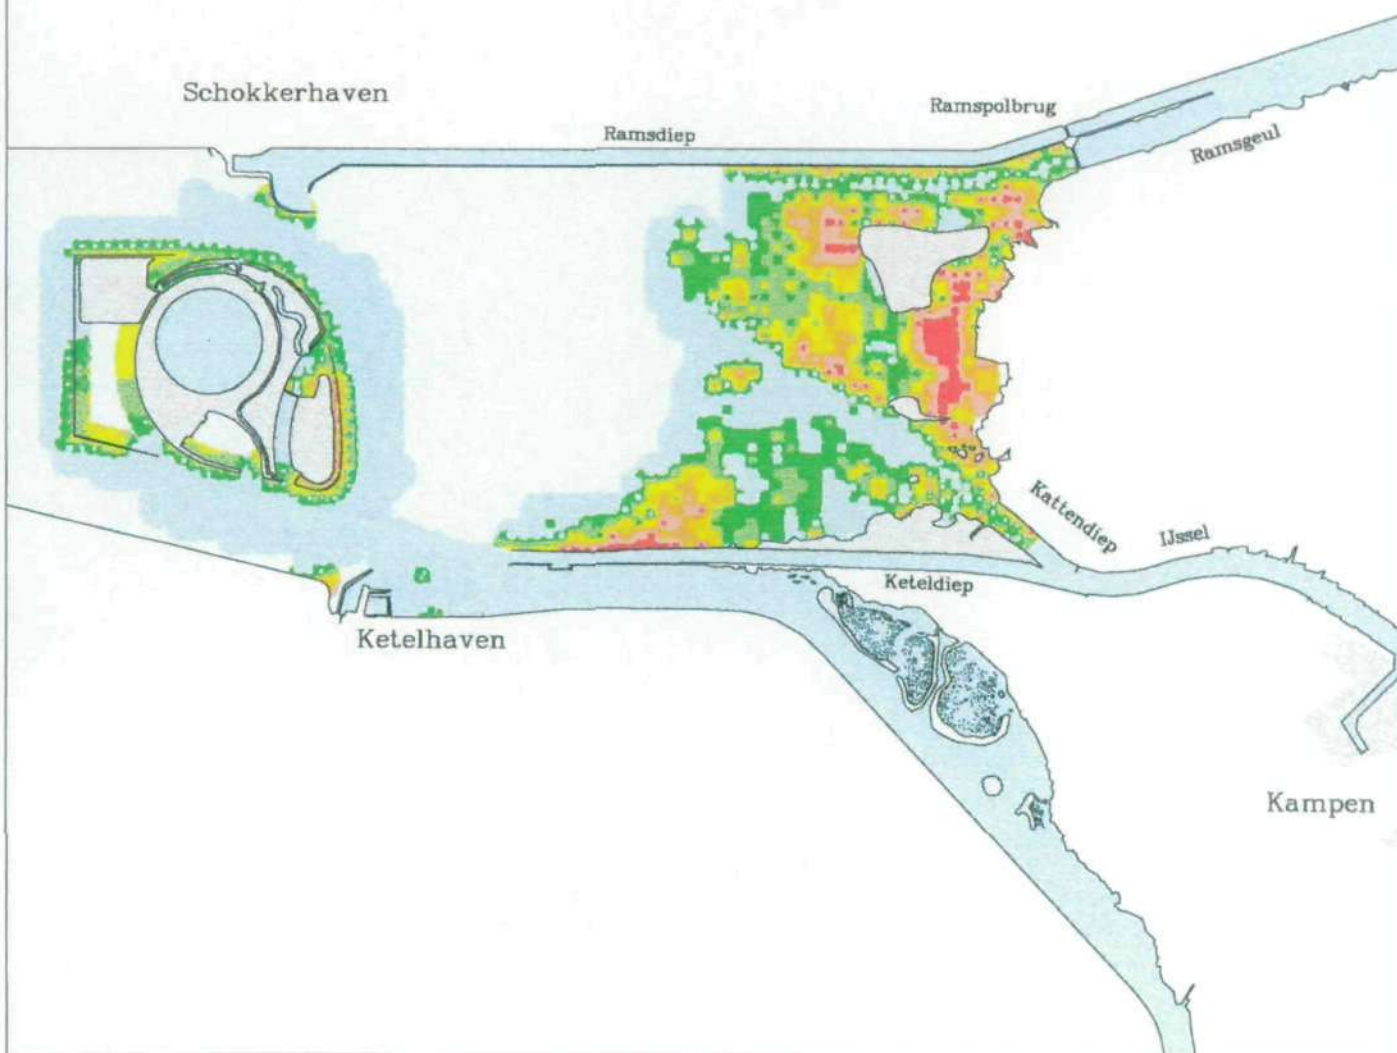 Schokkerhaven
Ramspolbrug
Ramsdiep
Ramsgeul
Kattendiep
IJssel
Keteldiep
Ketelhaven
Kampen